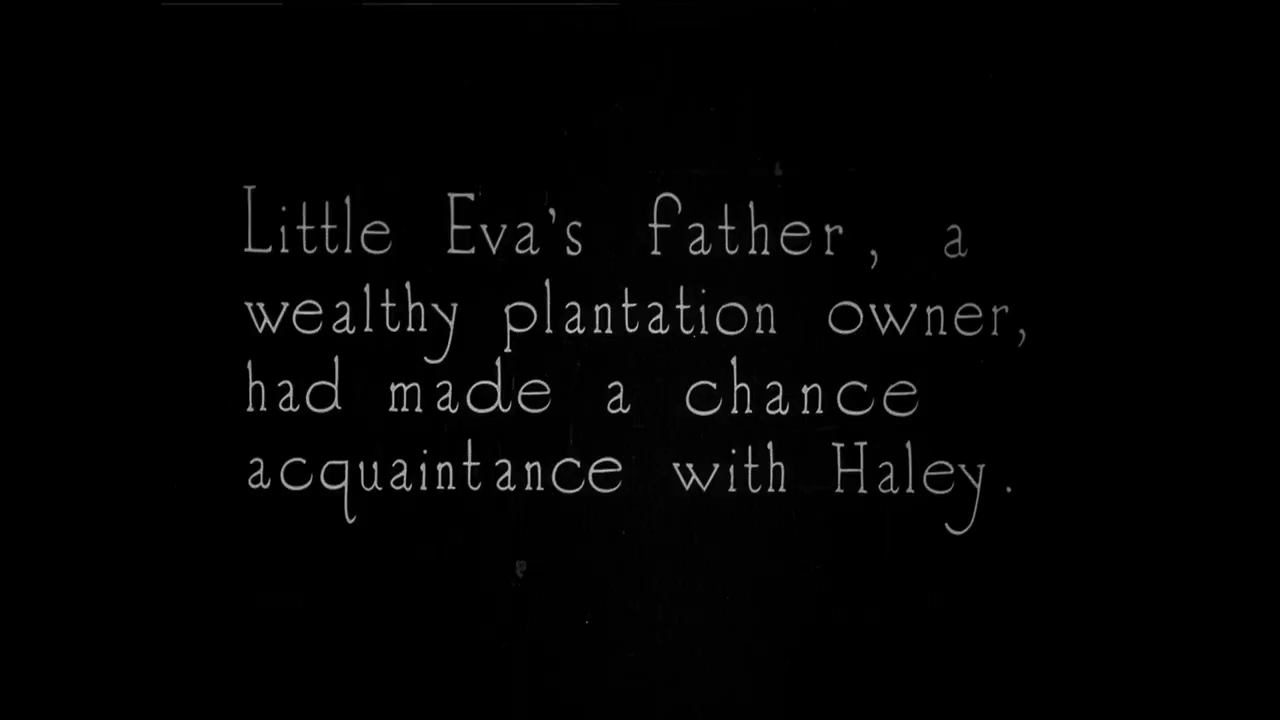 Little Eva's father, a
wealthy plantation owner,
had made a chance
acquaintance with Haley.